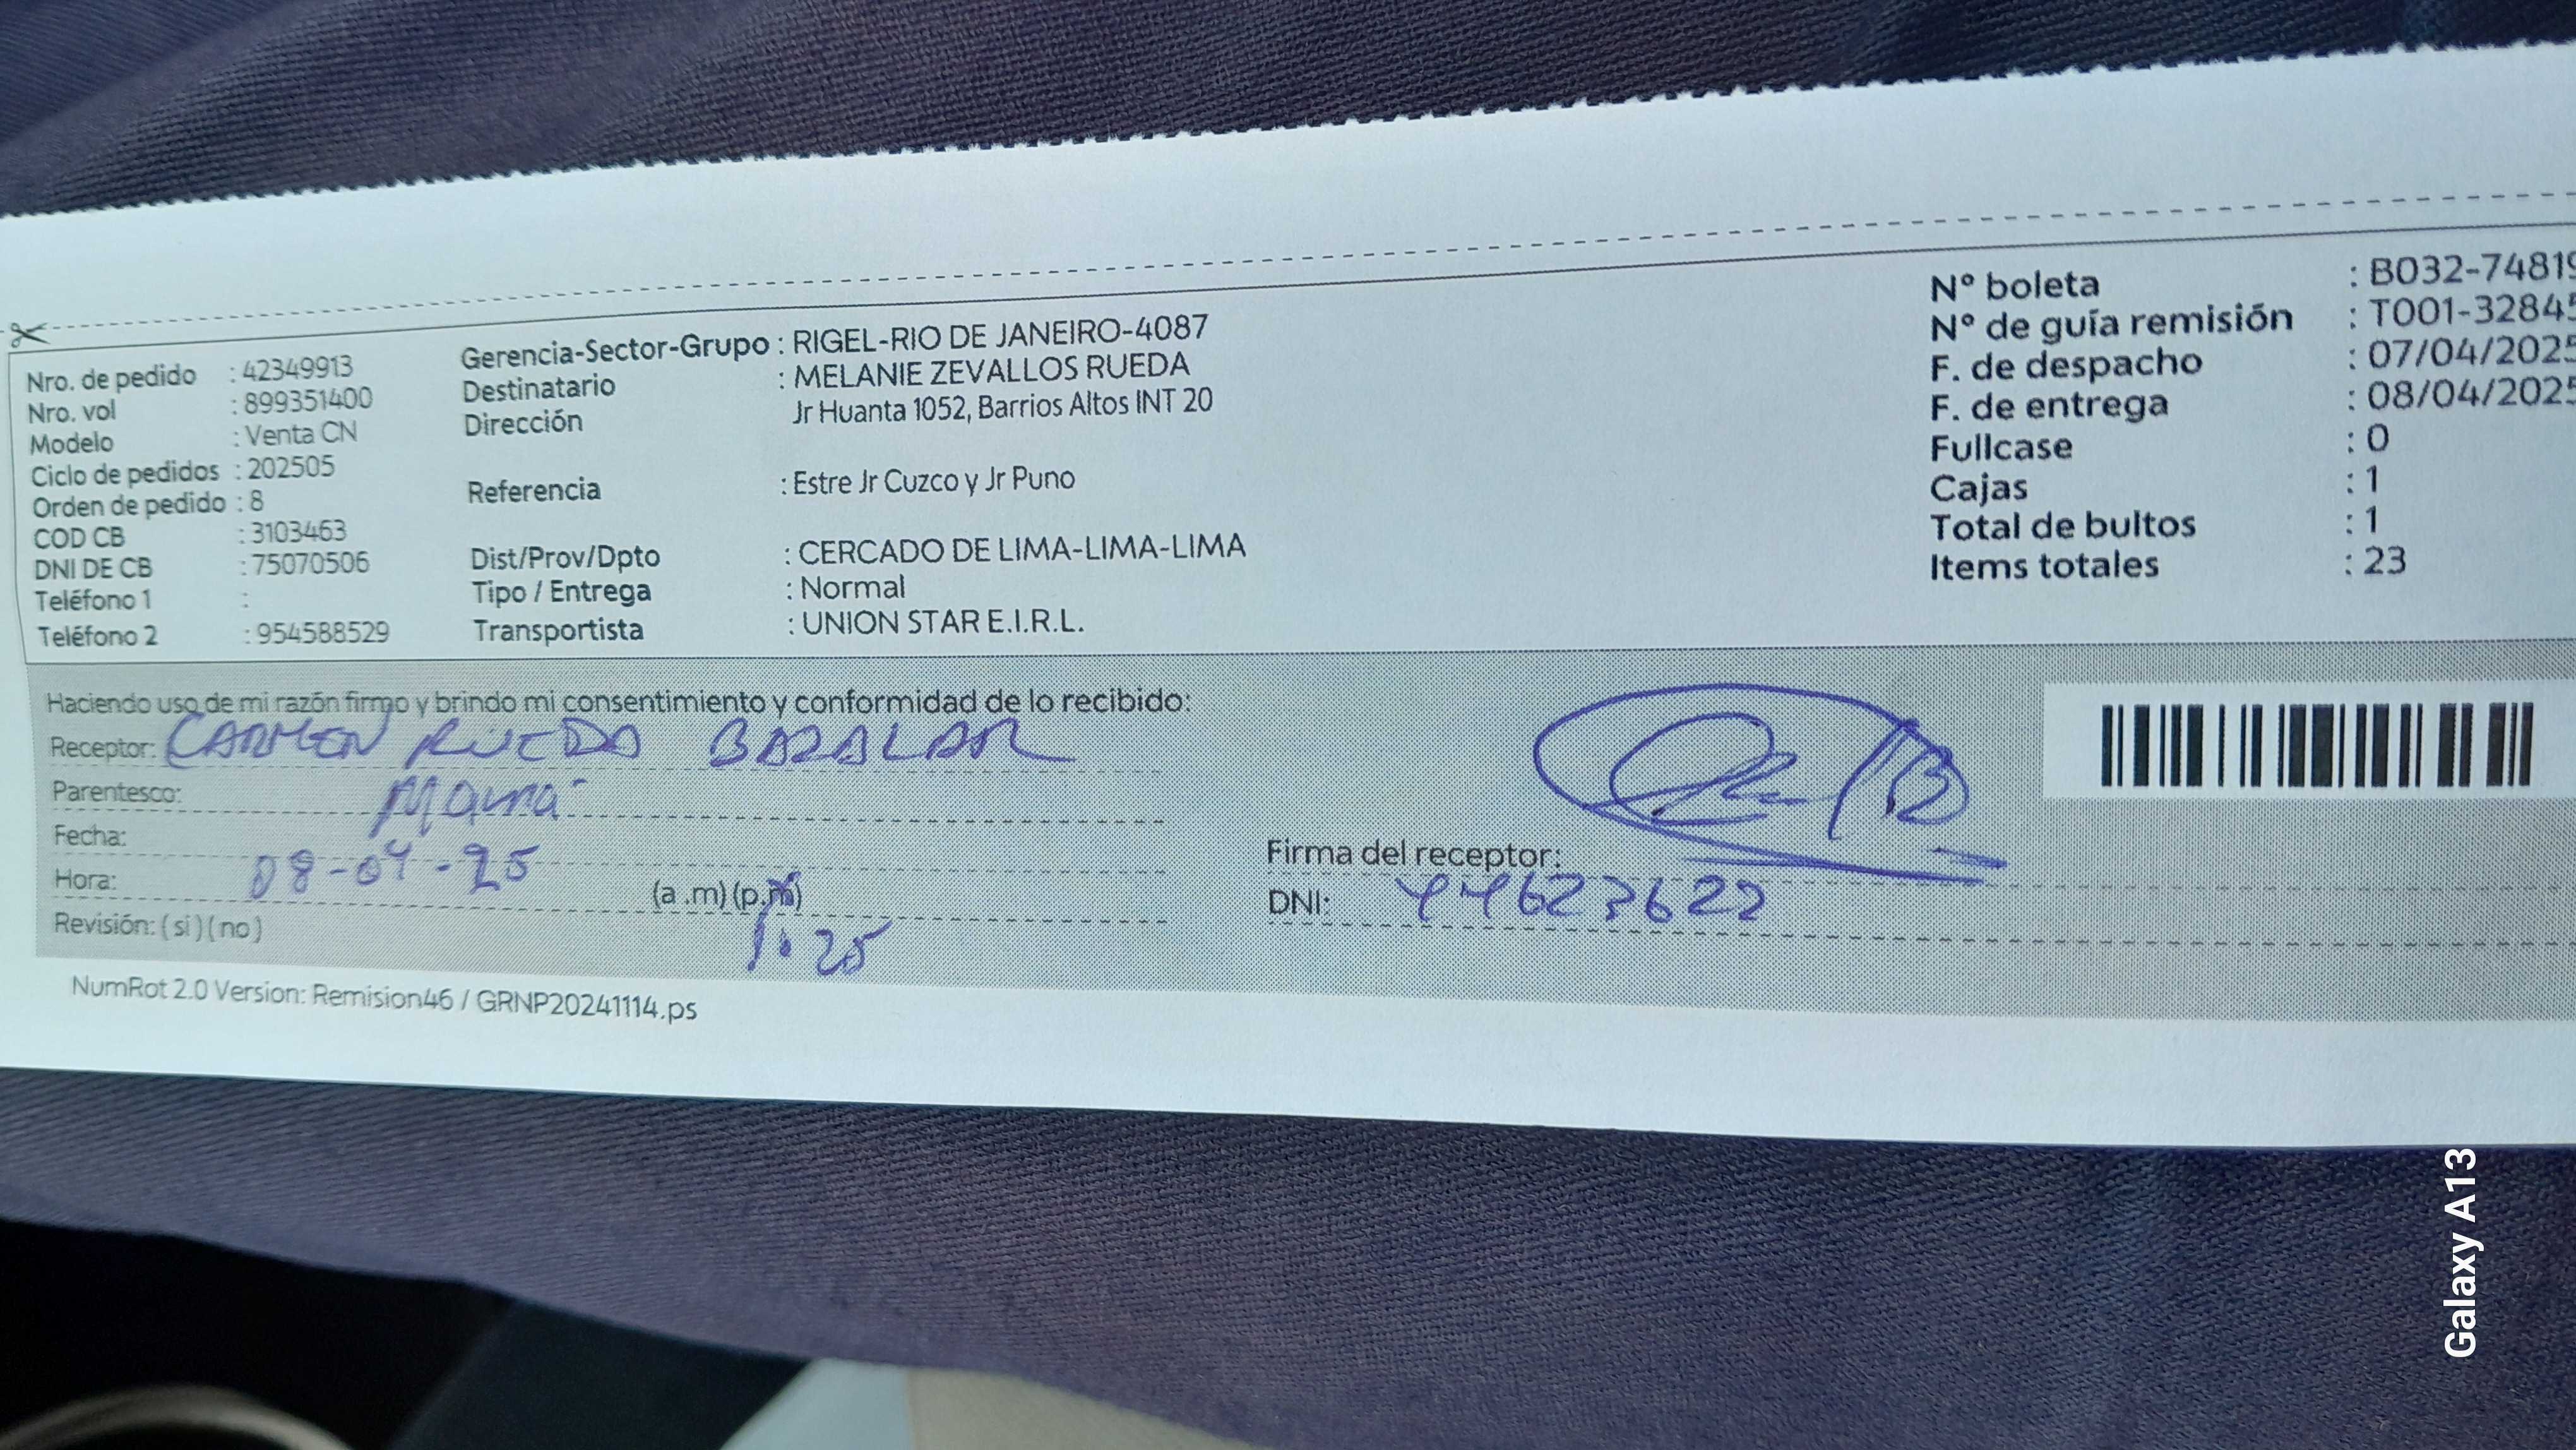 Nro. de pedido : 42349913
Nro. vol : 899351400
Modelo : Venta CN
Ciclo de pedidos : 202505
Orden de pedido : 8
COD CB : 3103463
DNI DE CB : 75070506
Teléfono 1 :
Teléfono 2 : 954588529
Gerencia-Sector-Grupo : RIGEL-RIO DE JANEIRO-4087
Destinatario : MELANIE ZEVALLOS RUEDA
Dirección Jr Huanta 1052, Barrios Altos INT 20
Referencia : Estre Jr Cuzco y Jr Puno
Dist/Prov/Dpto : CERCADO DE LIMA-LIMA-LIMA
Tipo / Entrega : Normal
Transportista : UNION STAR E.I.R.L.
N° boleta : B032-74819
N° de guía remisión : T001-32845
F. de despacho : 07/04/2025
F. de entrega : 08/04/2025
Fullcase : 0
Cajas : 1
Total de bultos : 1
Items totales : 23
Haciendo uso de mi razón firmo y brindo mi consentimiento y conformidad de lo recibido:
Receptor: CARMEN RUEDA BAZALAR
Parentesco: Mamá
Fecha: 08-04-25
Hora: (a .m) (p.m)
1:25
Revisión: ( si ) ( no )
Firma del receptor:
DNI: 44623622
NumRot 2.0 Version: Remision46 / GRNP20241114.ps
Galaxy A13